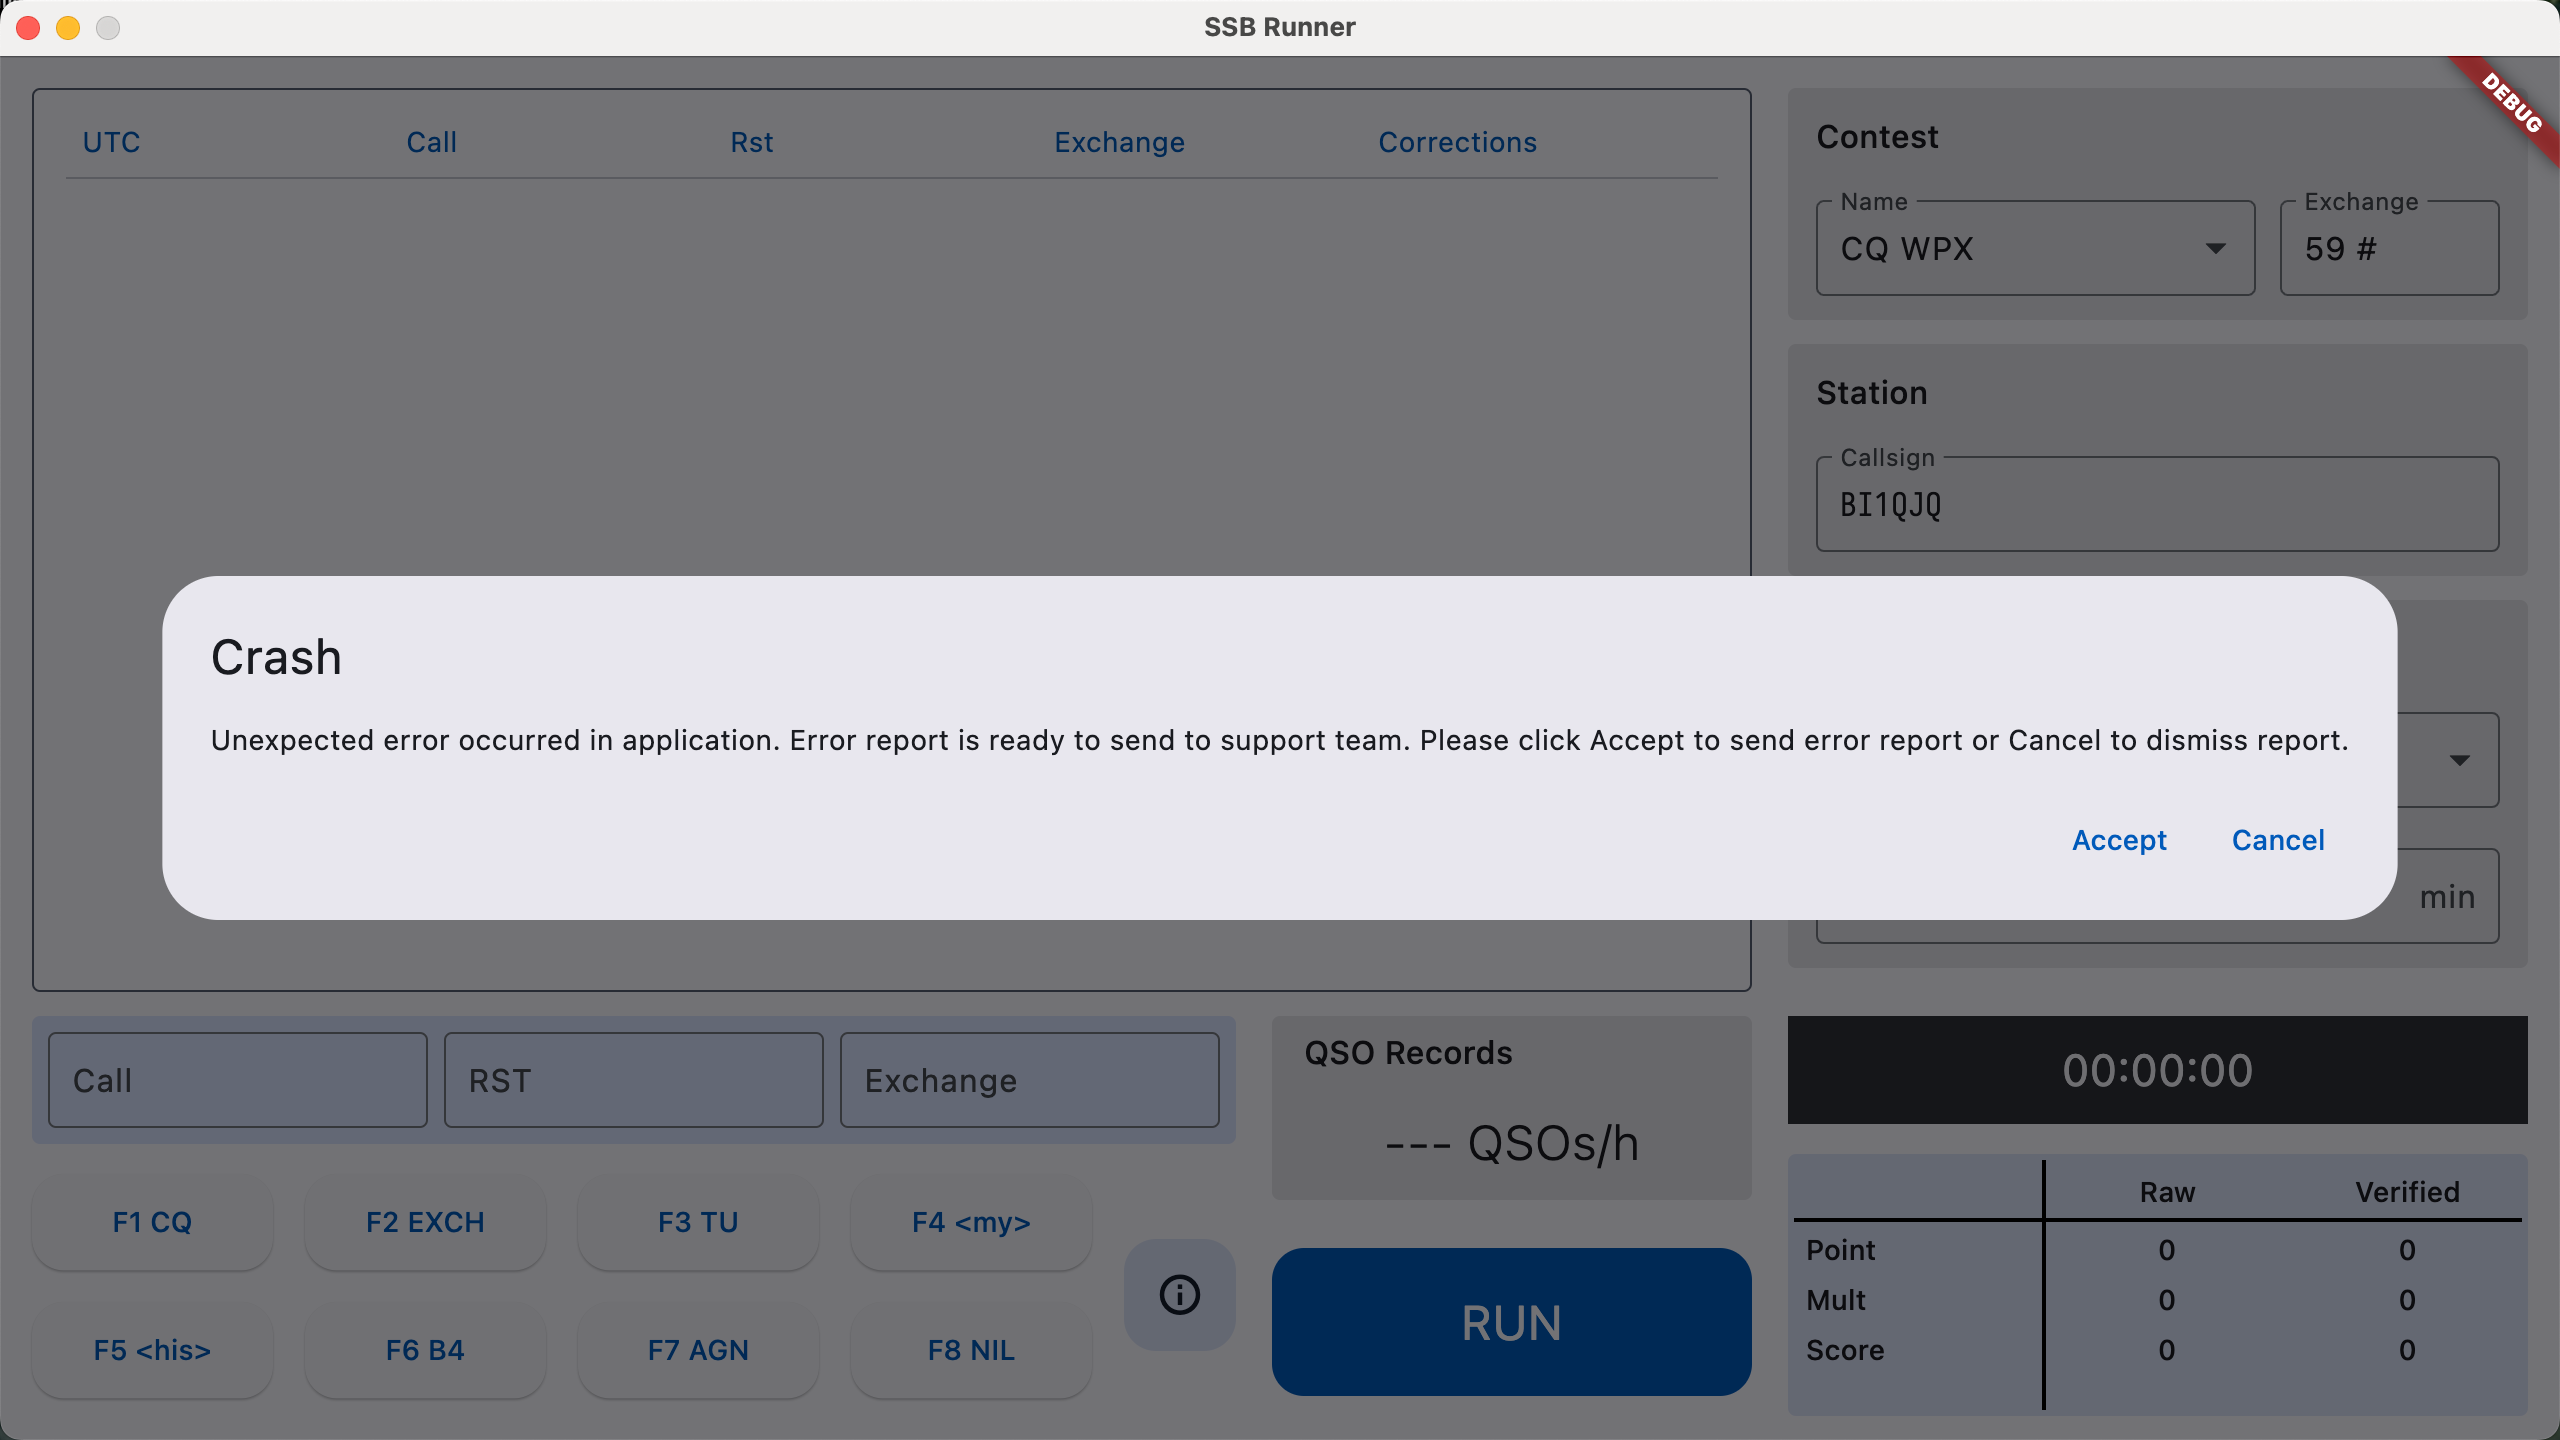 SSB Runner
DEBUG
UTC Call Rst Exchange Corrections
Contest
Name
CQ WPX
Exchange
59 #
Station
Callsign
BI1QJQ
Crash
Unexpected error occurred in application. Error report is ready to send to support team. Please click Accept to send error report or Cancel to dismiss report.
Accept Cancel
min
Call RST Exchange
QSO Records
--- QSOs/h
00:00:00
F1 CQ F2 EXCH F3 TU F4 <my>
F5 <his> F6 B4 F7 AGN F8 NIL
RUN
Raw Verified
Point 0 0
Mult 0 0
Score 0 0